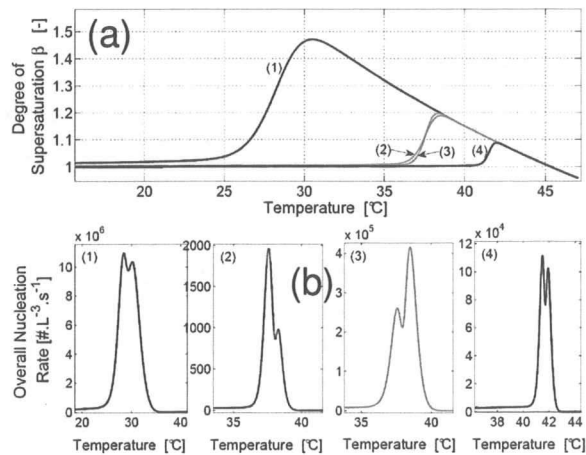 (a)
Degree of
Supersaturation β [-]
1.5
1.4
1.3
1.2
1.1
1
(1)
(2)
(3)
(4)
20 25 30 35 40 45
Temperature [°C]
(b)
Overall Nucleation
Rate [#.L⁻³.s⁻¹]
x 10⁶
(1)
10
8
6
4
2
0
20 30 40
Temperature [°C]
2000
(2)
1500
1000
500
0
35 40
Temperature [°C]
x 10⁵
(3)
4
3
2
1
0
35 40
Temperature [°C]
x 10⁴
(4)
12
10
8
6
4
2
0
38 40 42 44
Temperature [°C]